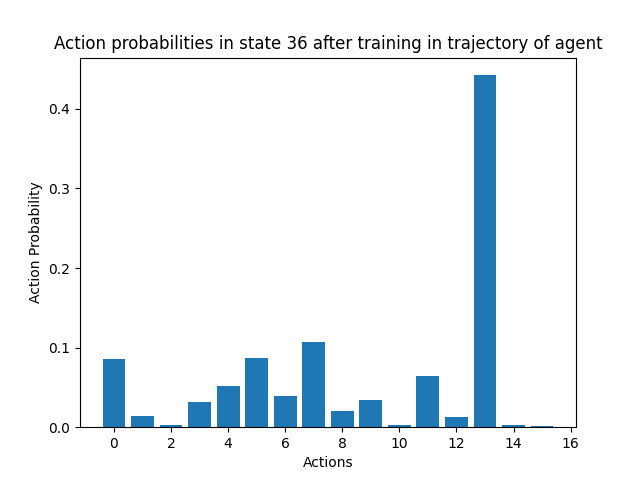 Action probabilities in state 36 after training in trajectory of agent
0.4
0.3
0.2
0.1
0.0
Action Probability
0 2 4 6 8 10 12 14 16
Actions